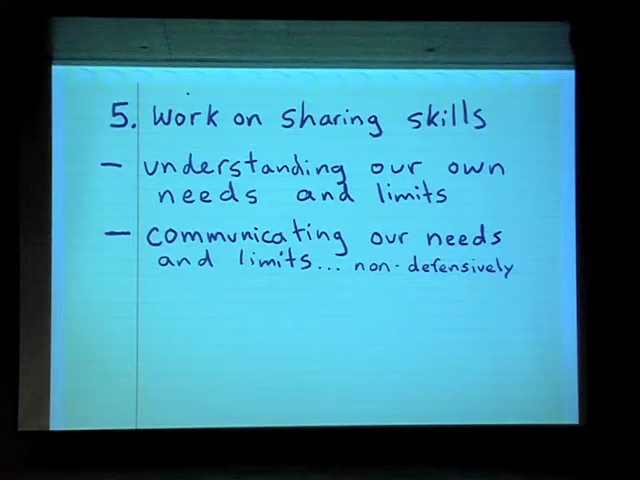 5. Work on sharing skills
- understanding our own
needs and limits
- communicating our needs
and limits... non-defensively